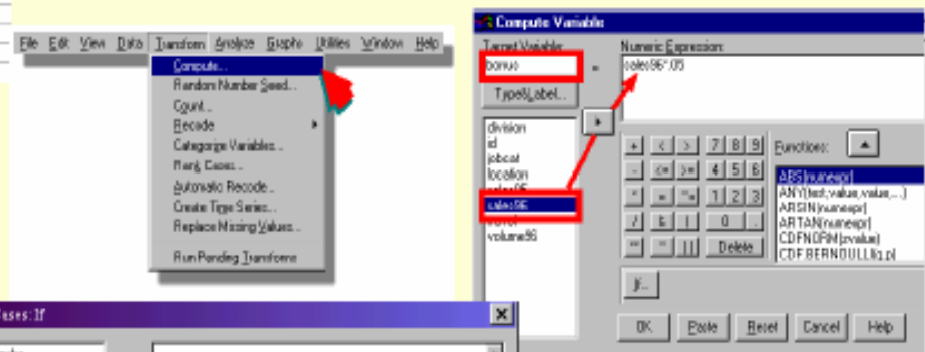 File Edit View Data Transform Analyze Graphs Utilities Window Help
Compute...
Random Number Seed...
Count...
Recode
Categorize Variables...
Rank Cases...
Automatic Recode...
Create Time Series...
Replace Missing Values...
Run Pending Transforms
Compute Variable
Target Variable:
bonus
=
Type&Label...
Numeric Expression:
sales96*.05
division
id
jobcat
location
sales95
sales96
volume96
+ < > 7 8 9
- <= >= 4 5 6
* = ~= 1 2 3
/ & | 0 .
** ~ () Delete
Functions:
ABS(numexpr)
ANY(test,value,value,...)
ARSIN(numexpr)
ARTAN(numexpr)
CDFNORM(zvalue)
CDF.BERNOULLI(q,p)
If...
OK Paste Reset Cancel Help
Cases: If